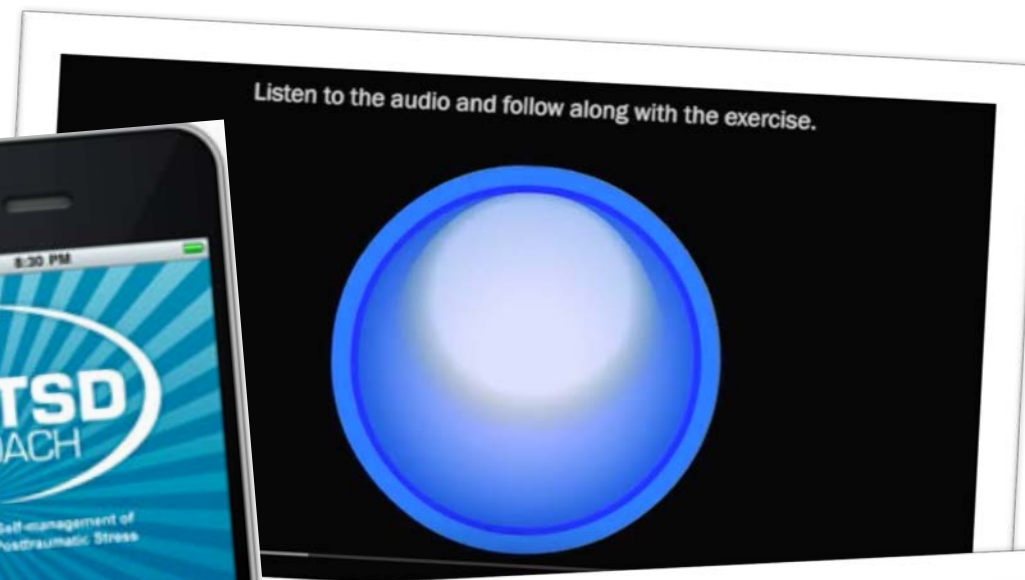 Listen to the audio and follow along with the exercise.
8:30 PM
TSD
OACH
Self-management of
Posttraumatic Stress